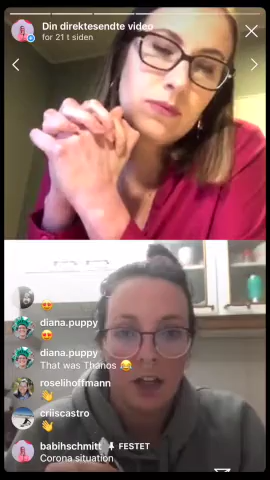 Din direktesendte video
for 21 t siden
diana.puppy
😍
😍
diana.puppy
That was Thanos 😂
roselihoffmann
👋
criiscastro
👋
babihschmitt 📌 FESTET
Corona situation